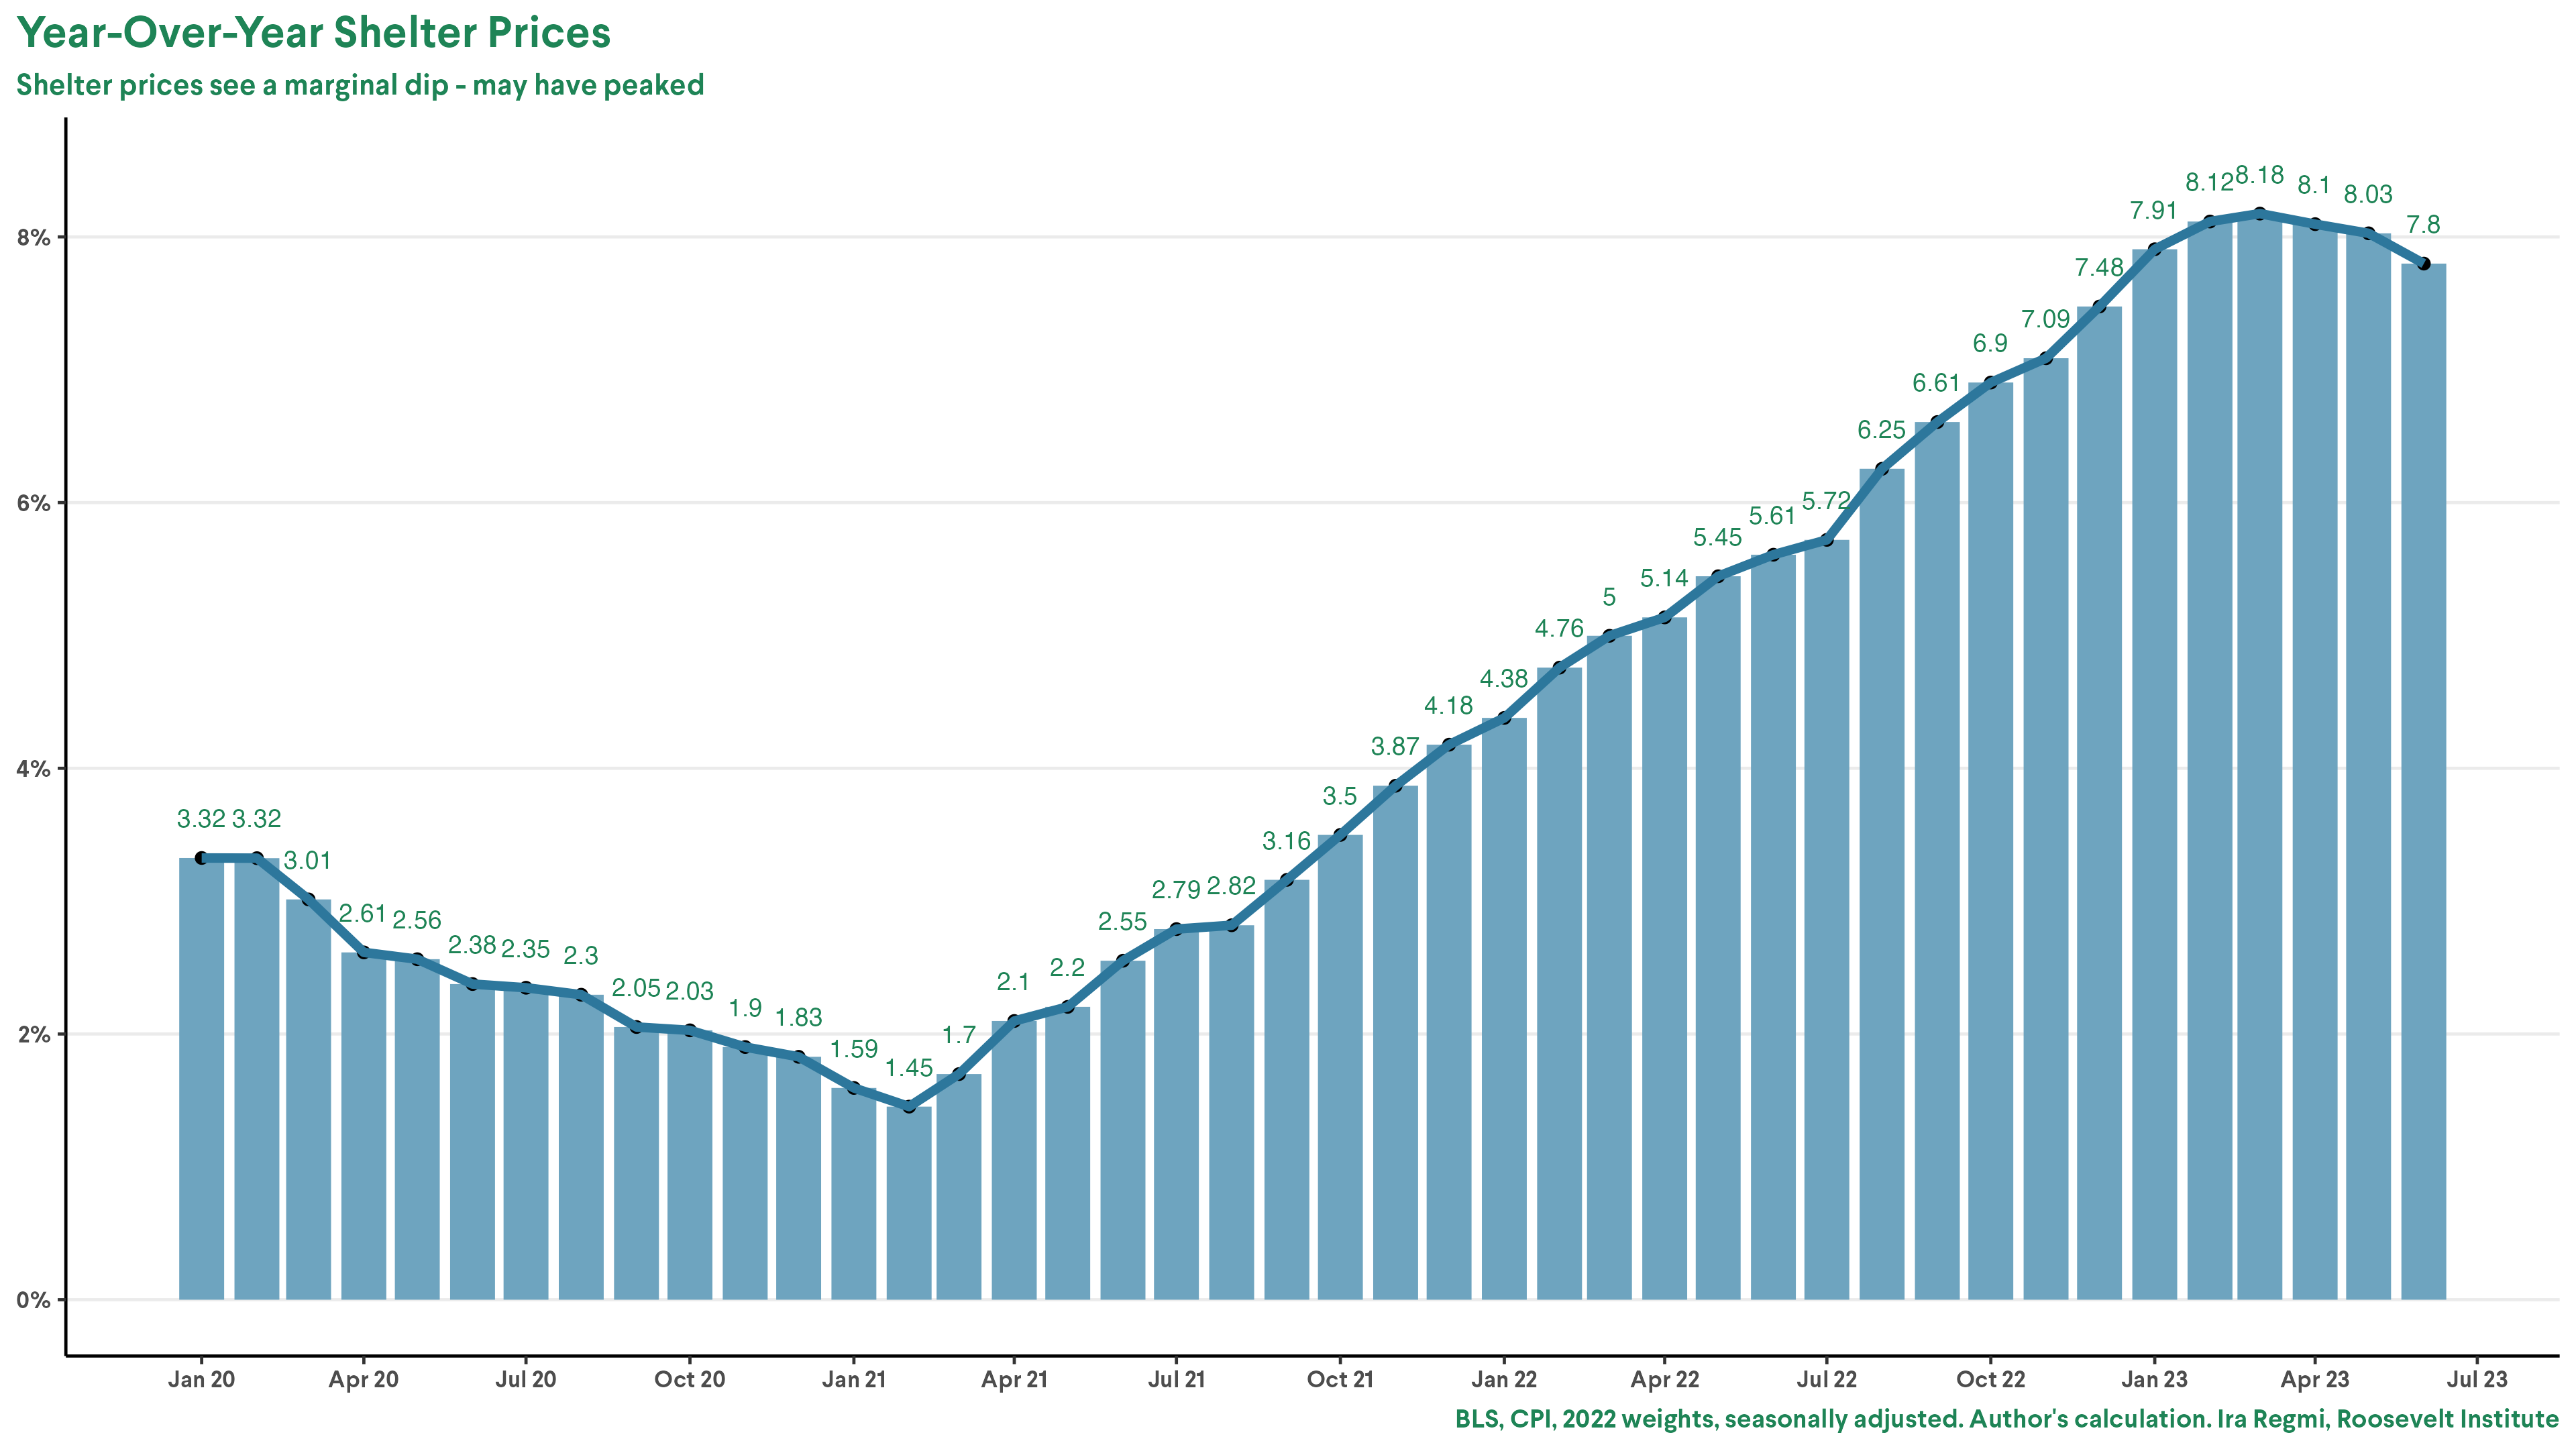 Year-Over-Year Shelter Prices
Shelter prices see a marginal dip - may have peaked
8%
6%
4%
2%
0%
3.32
3.32
3.01
2.61
2.56
2.38
2.35
2.3
2.05
2.03
1.9
1.83
1.59
1.45
1.7
2.1
2.2
2.55
2.79
2.82
3.16
3.5
3.87
4.18
4.38
4.76
5
5.14
5.45
5.61
5.72
6.25
6.61
6.9
7.09
7.48
7.91
8.12
8.18
8.1
8.03
7.8
Jan 20
Apr 20
Jul 20
Oct 20
Jan 21
Apr 21
Jul 21
Oct 21
Jan 22
Apr 22
Jul 22
Oct 22
Jan 23
Apr 23
Jul 23
BLS, CPI, 2022 weights, seasonally adjusted. Author's calculation. Ira Regmi, Roosevelt Institute